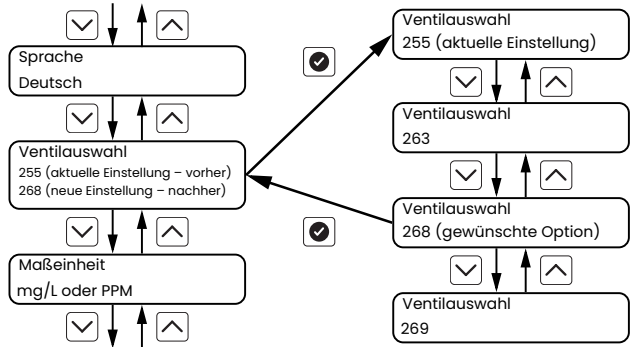 Sprache
Deutsch
Ventilauswahl
255 (aktuelle Einstellung – vorher)
268 (neue Einstellung – nachher)
Maßeinheit
mg/L oder PPM
Ventilauswahl
255 (aktuelle Einstellung)
Ventilauswahl
263
Ventilauswahl
268 (gewünschte Option)
Ventilauswahl
269